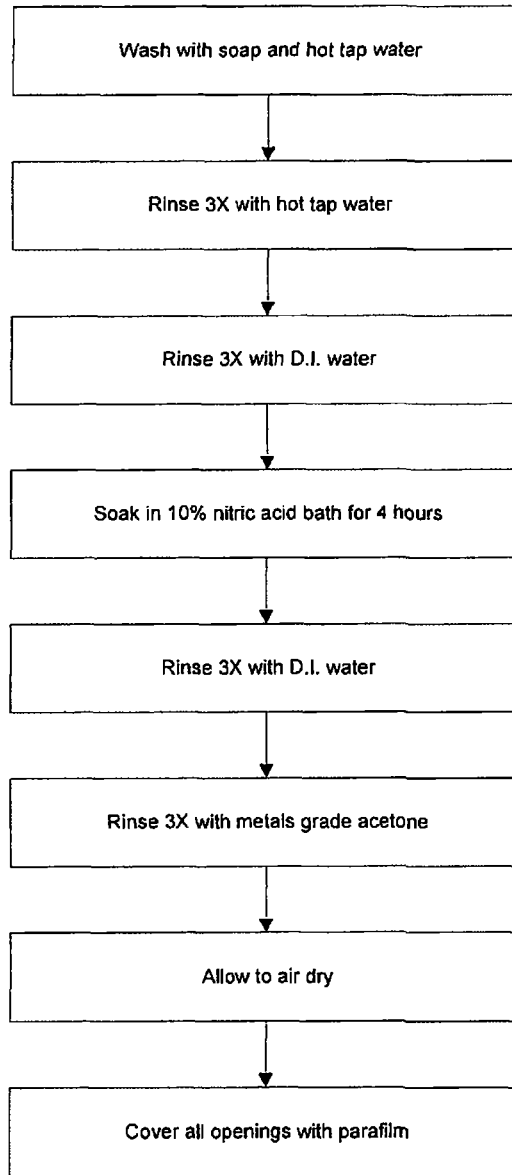 Wash with soap and hot tap water
Rinse 3X with hot tap water
Rinse 3X with D.I. water
Soak in 10% nitric acid bath for 4 hours
Rinse 3X with D.I. water
Rinse 3X with metals grade acetone
Allow to air dry
Cover all openings with parafilm